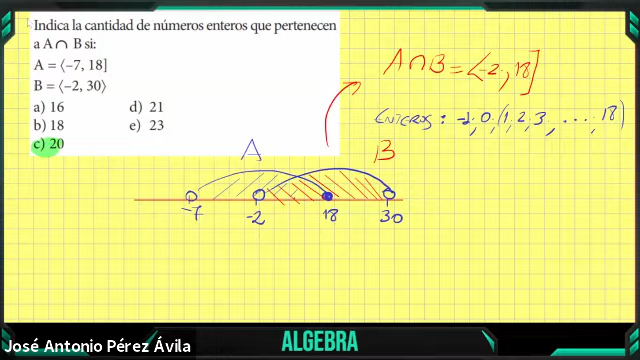 Indica la cantidad de números enteros que pertenecen
a A ∩ B si:
A = ⟨−7, 18]
B = ⟨−2, 30⟩
a) 16 d) 21
b) 18 e) 23
c) 20
A∩B = ⟨-2, 18]
ENTEROS: -1, 0, (1, 2, 3, ...., 18)
A B
-7 -2 18 30
José Antonio Pérez Ávila
ALGEBRA